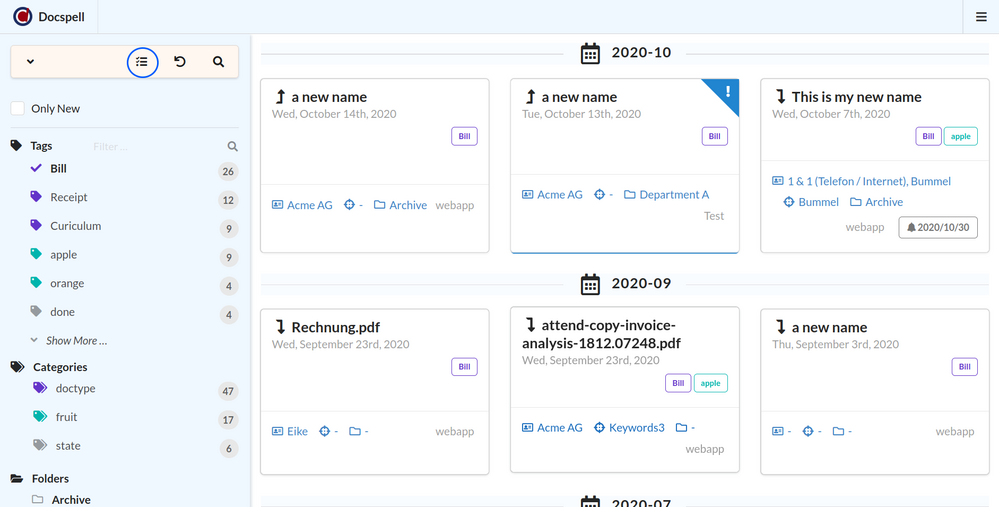 Docspell
Only New
Tags
Filter ...
Bill
26
Receipt
12
Curiculum
9
apple
9
orange
4
done
4
Show More ...
Categories
doctype
47
fruit
17
state
6
Folders
Archive
2020-10
a new name
Wed, October 14th, 2020
Bill
Acme AG - Archive webapp
a new name
!
Tue, October 13th, 2020
Bill
Acme AG - Department A
Test
This is my new name
Wed, October 7th, 2020
Bill apple
1 & 1 (Telefon / Internet), Bummel
Bummel Archive
webapp 2020/10/30
2020-09
Rechnung.pdf
Wed, September 23rd, 2020
Bill
Eike - -
webapp
attend-copy-invoice-
analysis-1812.07248.pdf
Wed, September 23rd, 2020
Bill apple
Acme AG Keywords3 -
webapp
a new name
Thu, September 3rd, 2020
Bill
- - -
webapp
2020-07